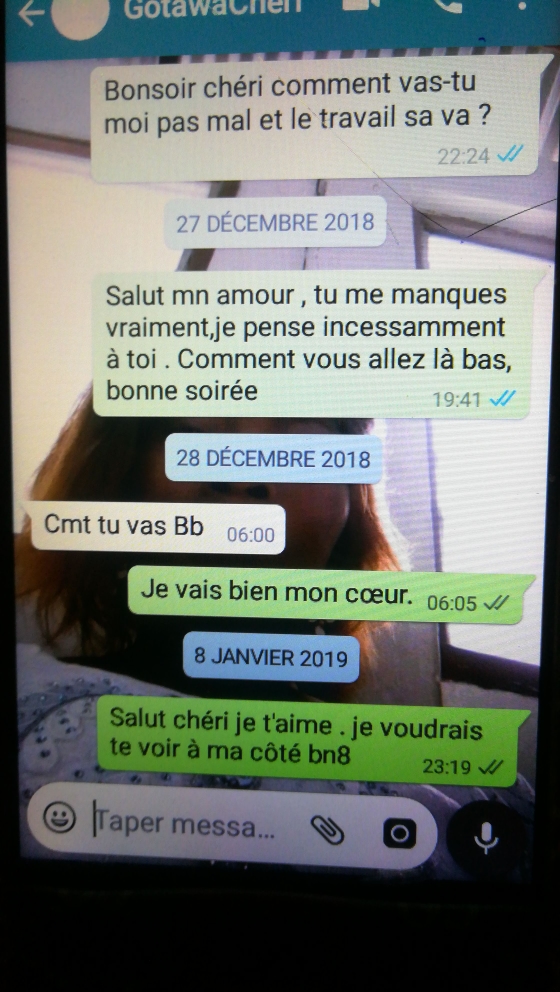 GotawaCheri
Bonsoir chéri comment vas-tu
moi pas mal et le travail sa va ?
22:24
27 DÉCEMBRE 2018
Salut mn amour , tu me manques
vraiment,je pense incessamment
à toi . Comment vous allez là bas,
bonne soirée
19:41
28 DÉCEMBRE 2018
Cmt tu vas Bb 06:00
Je vais bien mon cœur. 06:05
8 JANVIER 2019
Salut chéri je t'aime . je voudrais
te voir à ma côté bn8
23:19
Taper messa...